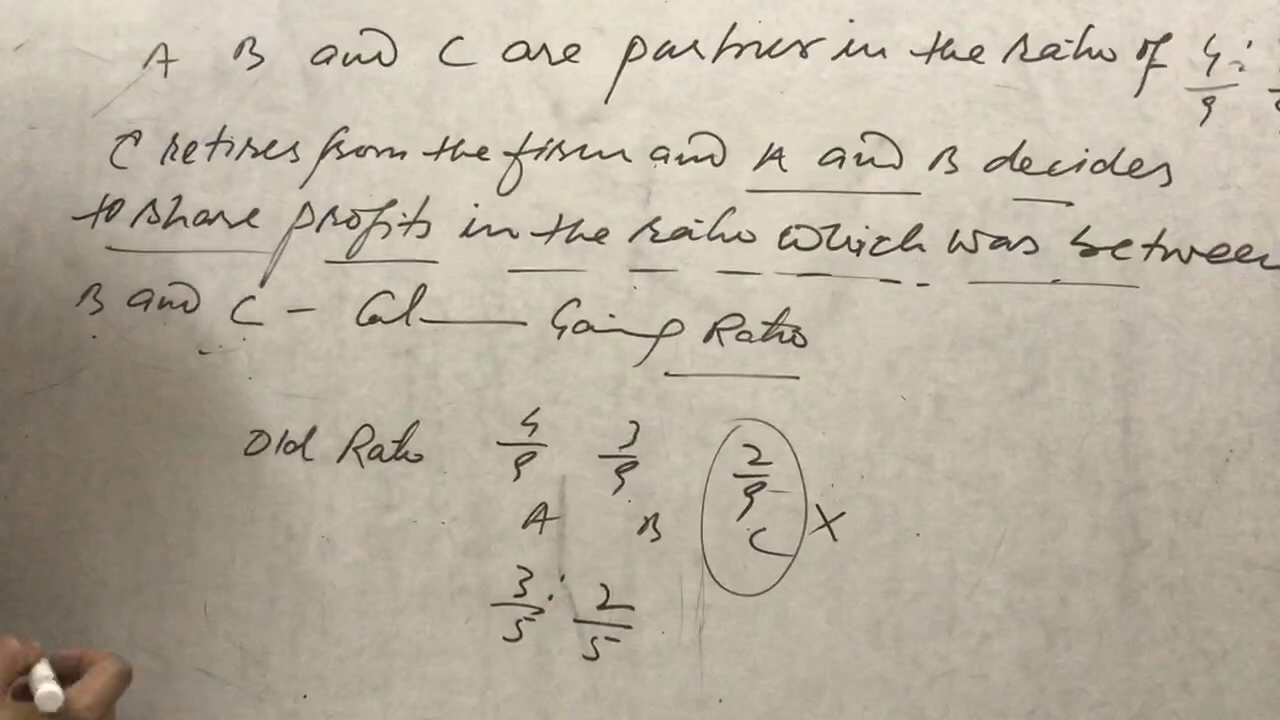 A B and C are partner in the ratio of 4/9 :
C retires from the firm and A and B decides
to share profits in the ratio which was between
B and C - Cal Gaing Ratio
Old Ratio 4/9 3/9 2/9
A B C X
3/5 : 2/5